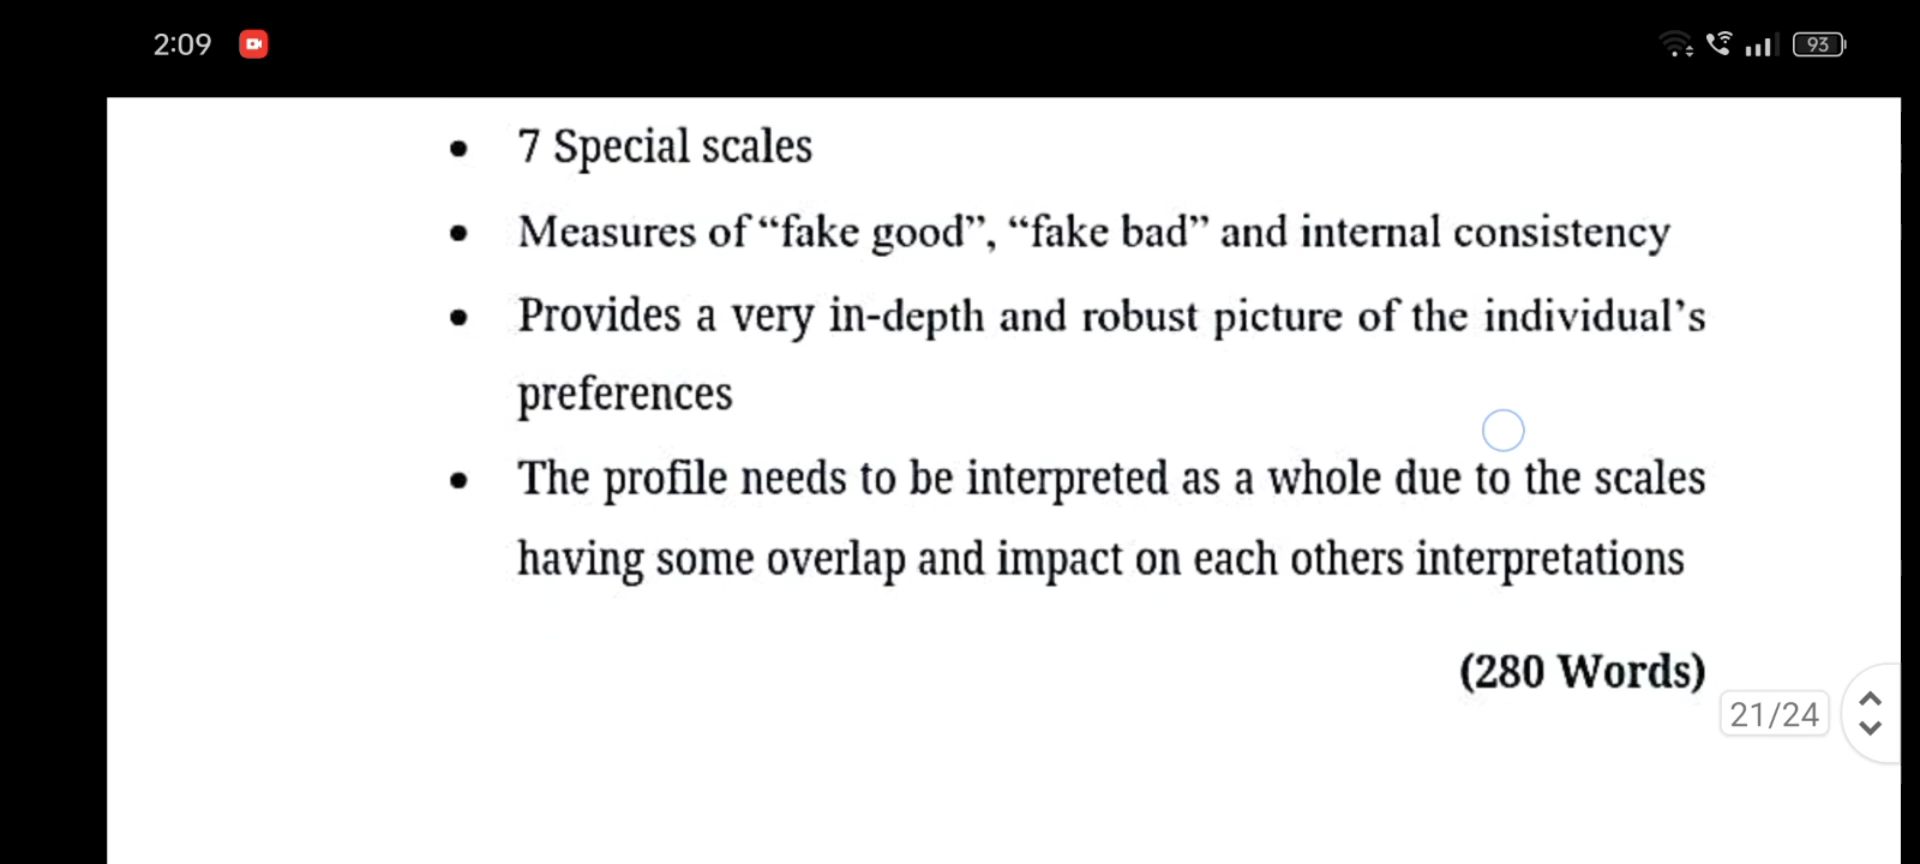 2:09
93
• 7 Special scales
• Measures of “fake good”, “fake bad” and internal consistency
• Provides a very in-depth and robust picture of the individual’s
preferences
• The profile needs to be interpreted as a whole due to the scales
having some overlap and impact on each others interpretations
(280 Words)
21/24